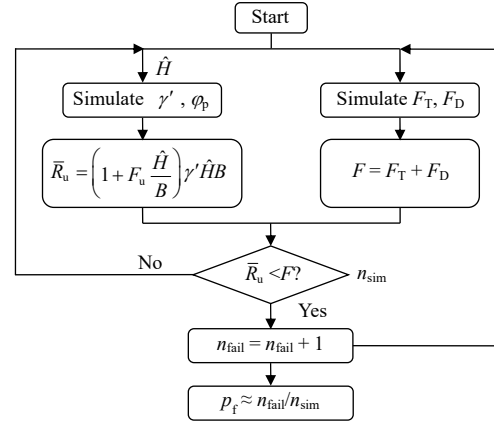 Start
Ĥ
Simulate γ′ , φp
Simulate FT, FD
R̄u = (1 + Fu Ĥ/B) γ′ĤB
F = FT + FD
No
R̄u <F?
nsim
Yes
nfail = nfail + 1
pf ≈ nfail/nsim